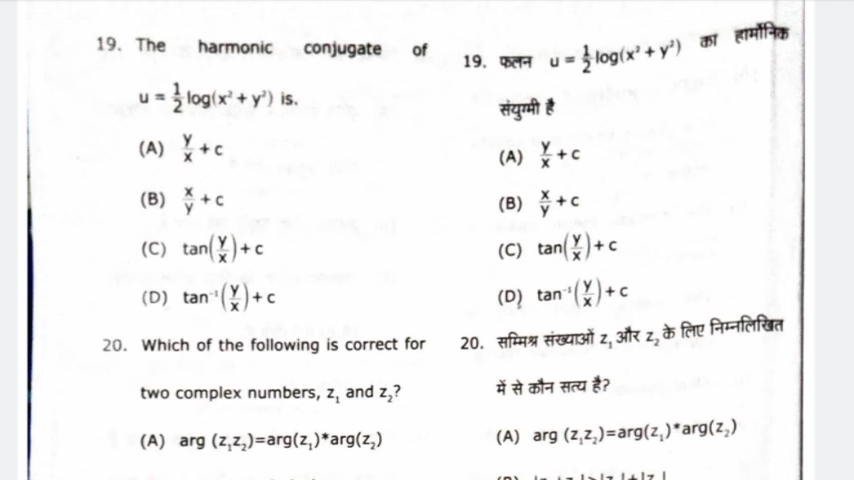 19. The harmonic conjugate of
u = 1/2 log(x² + y²) is.
(A) y/x + c
(B) x/y + c
(C) tan(y/x) + c
(D) tan⁻¹(y/x) + c
20. Which of the following is correct for
two complex numbers, z₁ and z₂?
(A) arg (z₁z₂)=arg(z₁)*arg(z₂)
19. फलन u = 1/2 log(x² + y²) का हार्मोनिक
संयुग्मी है
(A) y/x + c
(B) x/y + c
(C) tan(y/x) + c
(D) tan⁻¹(y/x) + c
20. सम्मिश्र संख्याओं z₁ और z₂ के लिए निम्नलिखित
में से कौन सत्य है?
(A) arg (z₁z₂)=arg(z₁)*arg(z₂)